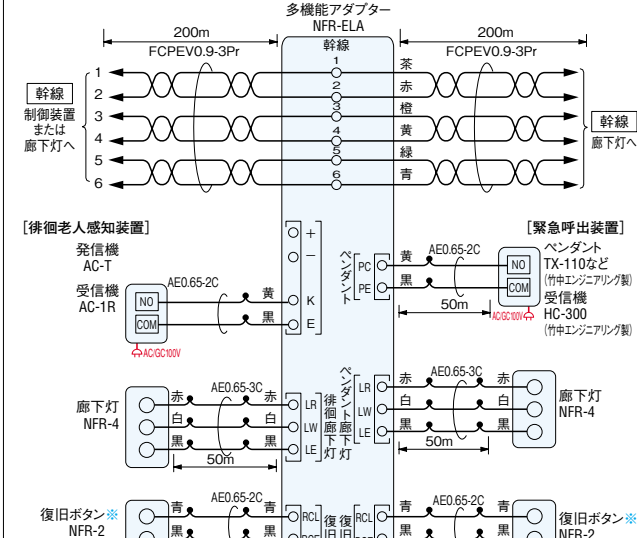 多機能アダプター
NFR-ELA
200m
200m
FCPEV0.9-3Pr
幹線
FCPEV0.9-3Pr
幹線
制御装置
または
廊下灯へ
1
2
3
4
5
6
1
2
3
4
5
6
茶
赤
橙
黄
緑
青
幹線
廊下灯へ
[徘徊老人感知装置]
発信機
AC-T
受信機
AC-1R
NO
COM
AC/GC100V
AE0.65-2C
黄
黒
+
−
K
E
ペンダント
PC
PE
黄
黒
AE0.65-2C
50m
[緊急呼出装置]
NO
COM
AC/GC100V
ペンダント
TX-110など
(竹中エンジニアリング製)
受信機
HC-300
(竹中エンジニアリング製)
廊下灯
NFR-4
赤
白
黒
AE0.65-3C
50m
赤
白
黒
LR
LW
LE
徘徊廊下灯
ペンダント廊下灯
LR
LW
LE
赤
白
黒
AE0.65-3C
50m
赤
白
黒
廊下灯
NFR-4
復旧ボタン※
NFR-2
青
黒
AE0.65-2C
青
黒
RCL
復旧
復旧
RCL
青
黒
AE0.65-2C
青
黒
復旧ボタン※
NFR-2